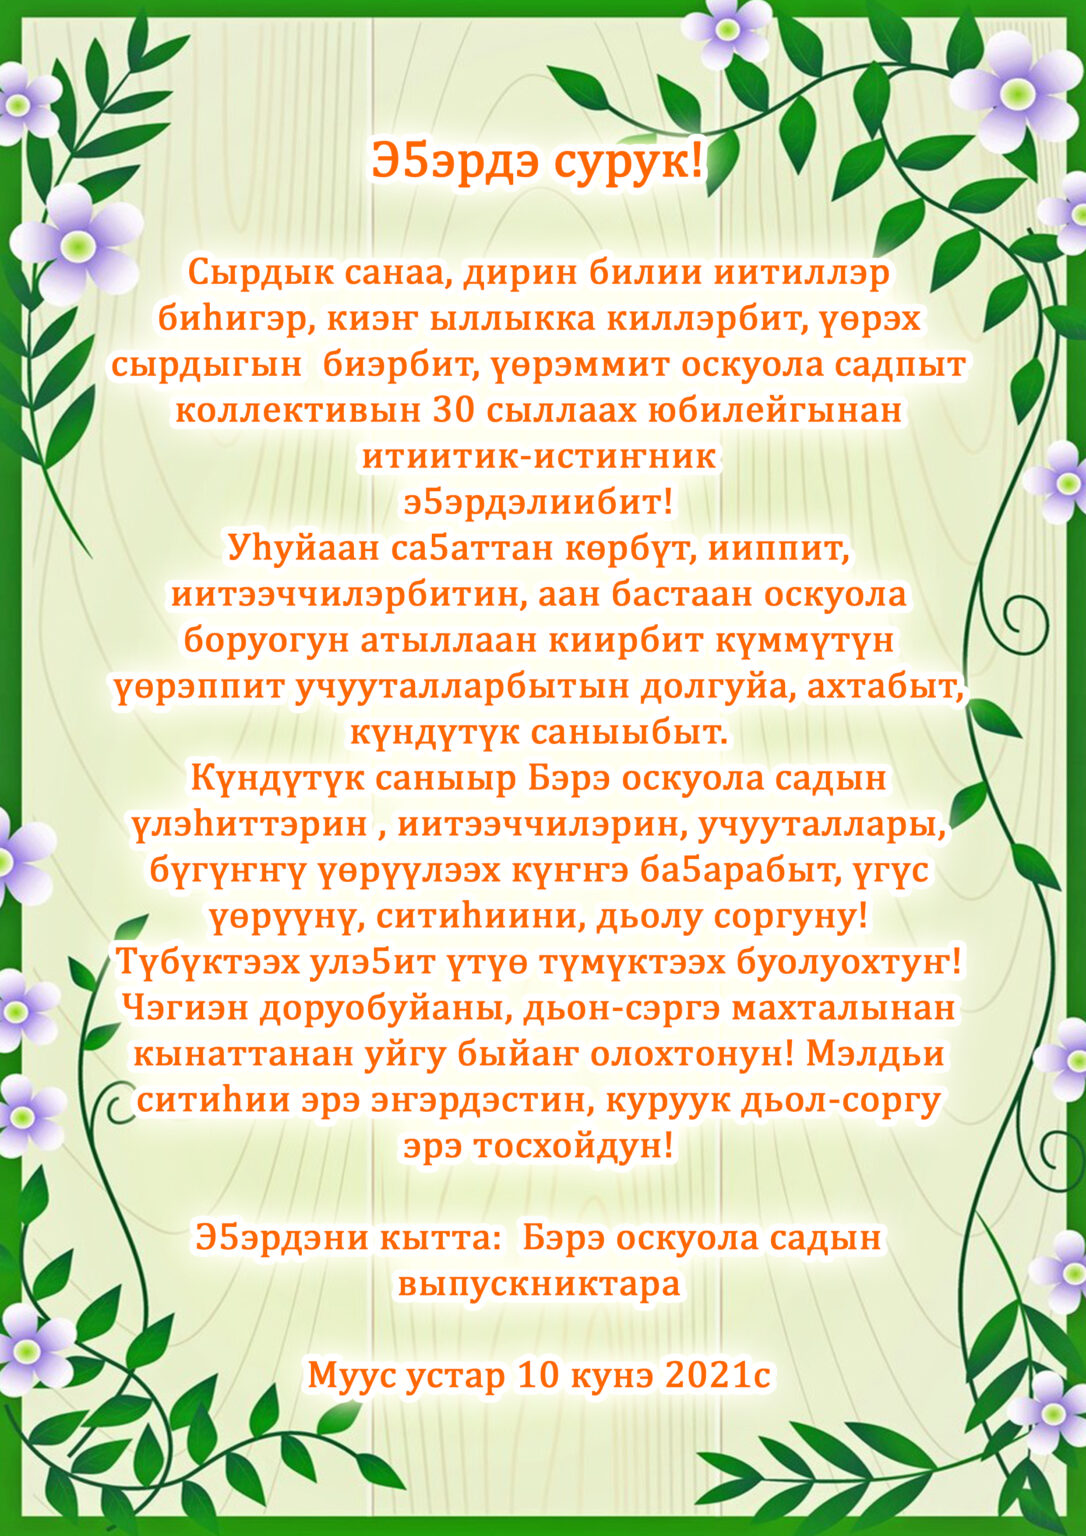 Э5эрдэ сурук!
Сырдык санаа, дирин билии иитиллэр
биһигэр, киэҥ ыллыкка киллэрбит, үөрэх
сырдыгын биэрбит, үөрэммит оскуола садпыт
коллективын 30 сыллаах юбилейгынан
итиитик-истиҥник
э5эрдэлиибит!
Уһуйаан са5аттан көрбүт, ииппит,
иитээччилэрбитин, аан бастаан оскуола
боруогун атыллаан киирбит күммүтүн
үөрэппит учууталларбытын долгуйа, ахтабыт,
күндүтүк саныыбыт.
Күндүтүк саныыр Бэрэ оскуола садын
үлэһиттэрин , иитээччилэрин, учууталлары,
бүгүҥҥү үөрүүлээх күҥҥэ ба5арабыт, үгүс
үөрүүнү, ситиһиини, дьолу соргуну!
Түбүктээх улэ5ит үтүө түмүктээх буолуохтуҥ!
Чэгиэн доруобуйаны, дьон-сэргэ махталынан
кынаттанан уйгу быйаҥ олохтонун! Мэлдьи
ситиһии эрэ эҥэрдэстин, куруук дьол-соргу
эрэ тосхойдун!
Э5эрдэни кытта: Бэрэ оскуола садын
выпускниктара
Муус устар 10 кунэ 2021с